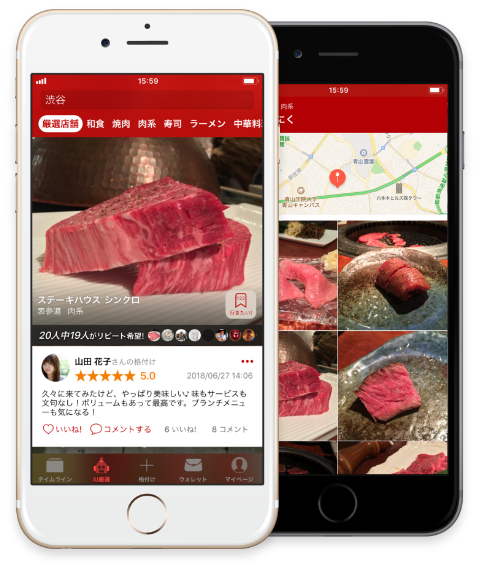 15:59
渋谷
厳選店舗 和食 焼肉 肉系 寿司 ラーメン 中華料
ステーキハウス シンクロ
表参道 肉系
行きたい!
20人中19人がリピート希望!
山田 花子さんの格付け
5.0
2018/06/27 14:06
久々に来てみたけど、やっぱり美味しい♪ 味もサービスも
文句なし!ボリュームもあって最高です。ブランチメニュ
ーも気になる!
いいね! コメントする 6 いいね! 8 コメント
タイムライン AI厳選 格付け ウォレット マイページ
15:59
肉系
にく
青山霊園
青山学院大学
青山キャンパス
六本木ヒルズ森タワー